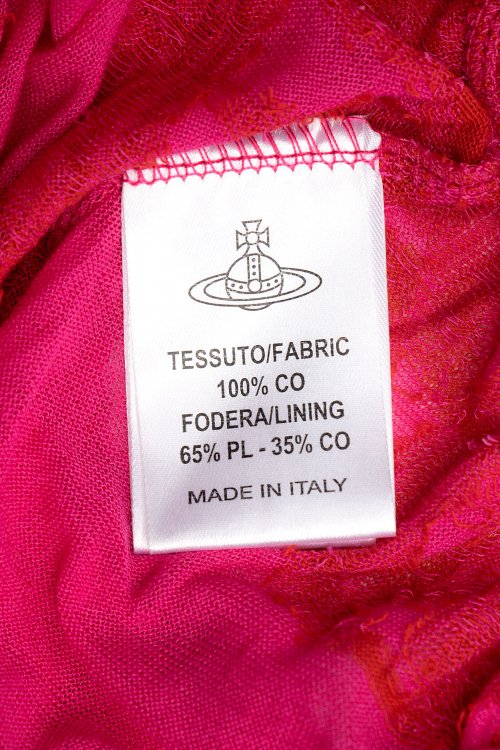 TESSUTO/FABRiC
100% CO
FODERA/LINING
65% PL - 35% CO
MADE IN iTALY